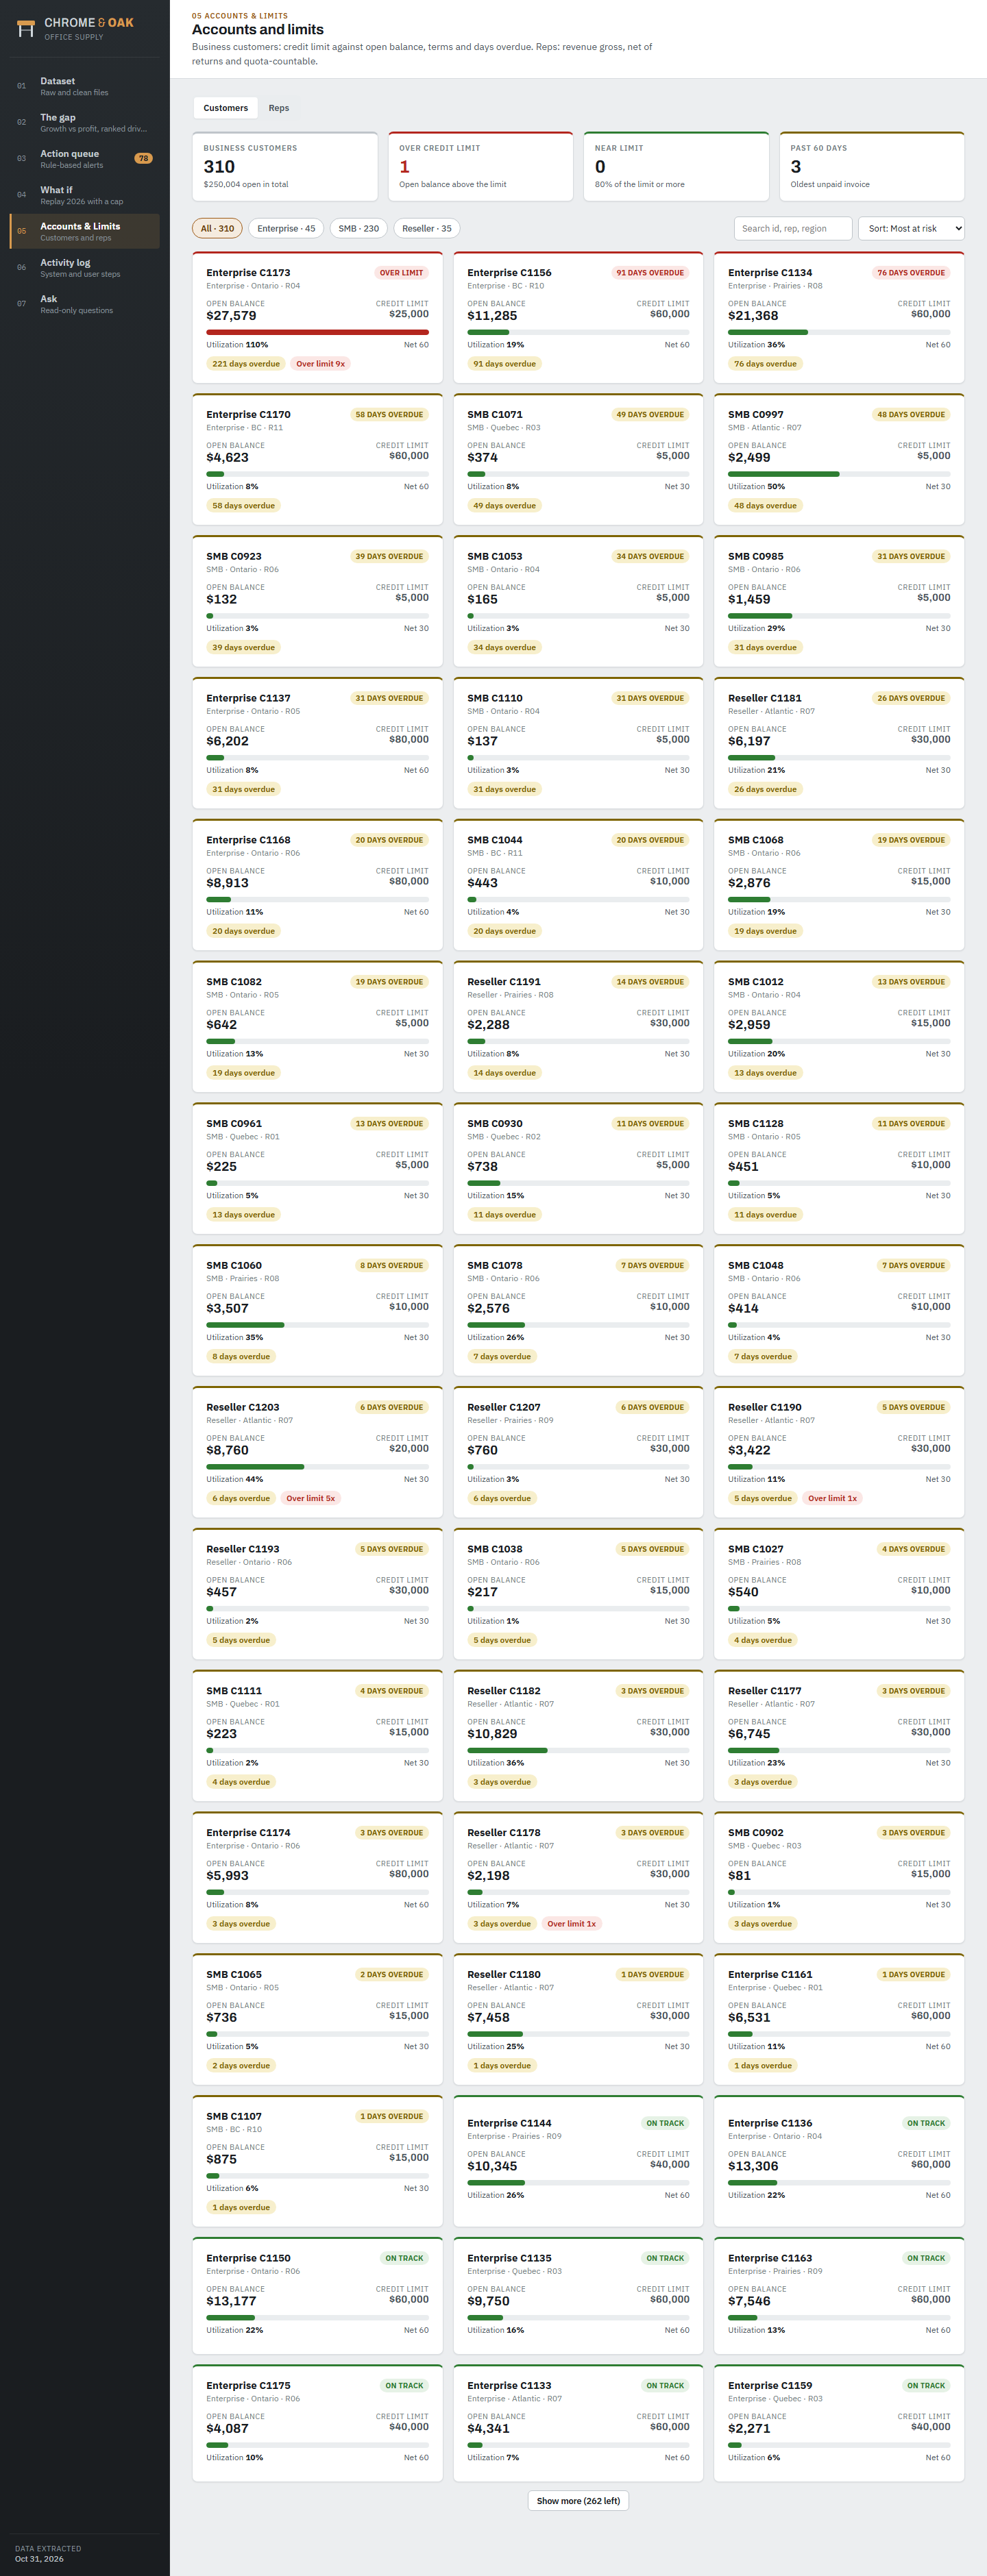 CHROME & OAK
OFFICE SUPPLY
01 Dataset
Raw and clean files
02 The gap
Growth vs profit, ranked driv...
03 Action queue 78
Rule-based alerts
04 What if
Replay 2026 with a cap
05 Accounts & Limits
Customers and reps
06 Activity log
System and user steps
07 Ask
Read-only questions
DATA EXTRACTED
Oct 31, 2026
05 ACCOUNTS & LIMITS
Accounts and limits
Business customers: credit limit against open balance, terms and days overdue. Reps: revenue gross, net of
returns and quota-countable.
Customers Reps
BUSINESS CUSTOMERS
310
$250,004 open in total
OVER CREDIT LIMIT
1
Open balance above the limit
NEAR LIMIT
0
80% of the limit or more
PAST 60 DAYS
3
Oldest unpaid invoice
All · 310 Enterprise · 45 SMB · 230 Reseller · 35 Search id, rep, region Sort: Most at risk
Enterprise C1173 OVER LIMIT
Enterprise · Ontario · R04
OPEN BALANCE CREDIT LIMIT
$27,579 $25,000
Utilization 110% Net 60
221 days overdue Over limit 9x
Enterprise C1156 91 DAYS OVERDUE
Enterprise · BC · R10
OPEN BALANCE CREDIT LIMIT
$11,285 $60,000
Utilization 19% Net 60
91 days overdue
Enterprise C1134 76 DAYS OVERDUE
Enterprise · Prairies · R08
OPEN BALANCE CREDIT LIMIT
$21,368 $60,000
Utilization 36% Net 60
76 days overdue
Enterprise C1170 58 DAYS OVERDUE
Enterprise · BC · R11
OPEN BALANCE CREDIT LIMIT
$4,623 $60,000
Utilization 8% Net 60
58 days overdue
SMB C1071 49 DAYS OVERDUE
SMB · Quebec · R03
OPEN BALANCE CREDIT LIMIT
$374 $5,000
Utilization 8% Net 30
49 days overdue
SMB C0997 48 DAYS OVERDUE
SMB · Atlantic · R07
OPEN BALANCE CREDIT LIMIT
$2,499 $5,000
Utilization 50% Net 30
48 days overdue
SMB C0923 39 DAYS OVERDUE
SMB · Ontario · R06
OPEN BALANCE CREDIT LIMIT
$132 $5,000
Utilization 3% Net 30
39 days overdue
SMB C1053 34 DAYS OVERDUE
SMB · Ontario · R04
OPEN BALANCE CREDIT LIMIT
$165 $5,000
Utilization 3% Net 30
34 days overdue
SMB C0985 31 DAYS OVERDUE
SMB · Ontario · R06
OPEN BALANCE CREDIT LIMIT
$1,459 $5,000
Utilization 29% Net 30
31 days overdue
Enterprise C1137 31 DAYS OVERDUE
Enterprise · Ontario · R05
OPEN BALANCE CREDIT LIMIT
$6,202 $80,000
Utilization 8% Net 60
31 days overdue
SMB C1110 31 DAYS OVERDUE
SMB · Ontario · R04
OPEN BALANCE CREDIT LIMIT
$137 $5,000
Utilization 3% Net 30
31 days overdue
Reseller C1181 26 DAYS OVERDUE
Reseller · Atlantic · R07
OPEN BALANCE CREDIT LIMIT
$6,197 $30,000
Utilization 21% Net 30
26 days overdue
Enterprise C1168 20 DAYS OVERDUE
Enterprise · Ontario · R06
OPEN BALANCE CREDIT LIMIT
$8,913 $80,000
Utilization 11% Net 60
20 days overdue
SMB C1044 20 DAYS OVERDUE
SMB · BC · R11
OPEN BALANCE CREDIT LIMIT
$443 $10,000
Utilization 4% Net 30
20 days overdue
SMB C1068 19 DAYS OVERDUE
SMB · Ontario · R06
OPEN BALANCE CREDIT LIMIT
$2,876 $15,000
Utilization 19% Net 30
19 days overdue
SMB C1082 19 DAYS OVERDUE
SMB · Ontario · R05
OPEN BALANCE CREDIT LIMIT
$642 $5,000
Utilization 13% Net 30
19 days overdue
Reseller C1191 14 DAYS OVERDUE
Reseller · Prairies · R08
OPEN BALANCE CREDIT LIMIT
$2,288 $30,000
Utilization 8% Net 30
14 days overdue
SMB C1012 13 DAYS OVERDUE
SMB · Ontario · R04
OPEN BALANCE CREDIT LIMIT
$2,959 $15,000
Utilization 20% Net 30
13 days overdue
SMB C0961 13 DAYS OVERDUE
SMB · Quebec · R01
OPEN BALANCE CREDIT LIMIT
$225 $5,000
Utilization 5% Net 30
13 days overdue
SMB C0930 11 DAYS OVERDUE
SMB · Quebec · R02
OPEN BALANCE CREDIT LIMIT
$738 $5,000
Utilization 15% Net 30
11 days overdue
SMB C1128 11 DAYS OVERDUE
SMB · Ontario · R05
OPEN BALANCE CREDIT LIMIT
$451 $10,000
Utilization 5% Net 30
11 days overdue
SMB C1060 8 DAYS OVERDUE
SMB · Prairies · R08
OPEN BALANCE CREDIT LIMIT
$3,507 $10,000
Utilization 35% Net 30
8 days overdue
SMB C1078 7 DAYS OVERDUE
SMB · Ontario · R06
OPEN BALANCE CREDIT LIMIT
$2,576 $10,000
Utilization 26% Net 30
7 days overdue
SMB C1048 7 DAYS OVERDUE
SMB · Ontario · R06
OPEN BALANCE CREDIT LIMIT
$414 $10,000
Utilization 4% Net 30
7 days overdue
Reseller C1203 6 DAYS OVERDUE
Reseller · Atlantic · R07
OPEN BALANCE CREDIT LIMIT
$8,760 $20,000
Utilization 44% Net 30
6 days overdue Over limit 5x
Reseller C1207 6 DAYS OVERDUE
Reseller · Prairies · R09
OPEN BALANCE CREDIT LIMIT
$760 $30,000
Utilization 3% Net 30
6 days overdue
Reseller C1190 5 DAYS OVERDUE
Reseller · Atlantic · R07
OPEN BALANCE CREDIT LIMIT
$3,422 $30,000
Utilization 11% Net 30
5 days overdue Over limit 1x
Reseller C1193 5 DAYS OVERDUE
Reseller · Ontario · R06
OPEN BALANCE CREDIT LIMIT
$457 $30,000
Utilization 2% Net 30
5 days overdue
SMB C1038 5 DAYS OVERDUE
SMB · Ontario · R06
OPEN BALANCE CREDIT LIMIT
$217 $15,000
Utilization 1% Net 30
5 days overdue
SMB C1027 4 DAYS OVERDUE
SMB · Prairies · R08
OPEN BALANCE CREDIT LIMIT
$540 $10,000
Utilization 5% Net 30
4 days overdue
SMB C1111 4 DAYS OVERDUE
SMB · Quebec · R01
OPEN BALANCE CREDIT LIMIT
$223 $15,000
Utilization 2% Net 30
4 days overdue
Reseller C1182 3 DAYS OVERDUE
Reseller · Atlantic · R07
OPEN BALANCE CREDIT LIMIT
$10,829 $30,000
Utilization 36% Net 30
3 days overdue
Reseller C1177 3 DAYS OVERDUE
Reseller · Atlantic · R07
OPEN BALANCE CREDIT LIMIT
$6,745 $30,000
Utilization 23% Net 30
3 days overdue
Enterprise C1174 3 DAYS OVERDUE
Enterprise · Ontario · R06
OPEN BALANCE CREDIT LIMIT
$5,993 $80,000
Utilization 8% Net 60
3 days overdue
Reseller C1178 3 DAYS OVERDUE
Reseller · Atlantic · R07
OPEN BALANCE CREDIT LIMIT
$2,198 $30,000
Utilization 7% Net 30
3 days overdue Over limit 1x
SMB C0902 3 DAYS OVERDUE
SMB · Quebec · R03
OPEN BALANCE CREDIT LIMIT
$81 $15,000
Utilization 1% Net 30
3 days overdue
SMB C1065 2 DAYS OVERDUE
SMB · Ontario · R05
OPEN BALANCE CREDIT LIMIT
$736 $15,000
Utilization 5% Net 30
2 days overdue
Reseller C1180 1 DAYS OVERDUE
Reseller · Atlantic · R07
OPEN BALANCE CREDIT LIMIT
$7,458 $30,000
Utilization 25% Net 30
1 days overdue
Enterprise C1161 1 DAYS OVERDUE
Enterprise · Quebec · R01
OPEN BALANCE CREDIT LIMIT
$6,531 $60,000
Utilization 11% Net 60
1 days overdue
SMB C1107 1 DAYS OVERDUE
SMB · BC · R10
OPEN BALANCE CREDIT LIMIT
$875 $15,000
Utilization 6% Net 30
1 days overdue
Enterprise C1144 ON TRACK
Enterprise · Prairies · R09
OPEN BALANCE CREDIT LIMIT
$10,345 $40,000
Utilization 26% Net 60
Enterprise C1136 ON TRACK
Enterprise · Ontario · R04
OPEN BALANCE CREDIT LIMIT
$13,306 $60,000
Utilization 22% Net 60
Enterprise C1150 ON TRACK
Enterprise · Ontario · R06
OPEN BALANCE CREDIT LIMIT
$13,177 $60,000
Utilization 22% Net 60
Enterprise C1135 ON TRACK
Enterprise · Quebec · R03
OPEN BALANCE CREDIT LIMIT
$9,750 $60,000
Utilization 16% Net 60
Enterprise C1163 ON TRACK
Enterprise · Prairies · R09
OPEN BALANCE CREDIT LIMIT
$7,546 $60,000
Utilization 13% Net 60
Enterprise C1175 ON TRACK
Enterprise · Ontario · R06
OPEN BALANCE CREDIT LIMIT
$4,087 $40,000
Utilization 10% Net 60
Enterprise C1133 ON TRACK
Enterprise · Atlantic · R07
OPEN BALANCE CREDIT LIMIT
$4,341 $60,000
Utilization 7% Net 60
Enterprise C1159 ON TRACK
Enterprise · Quebec · R03
OPEN BALANCE CREDIT LIMIT
$2,271 $40,000
Utilization 6% Net 60
Show more (262 left)